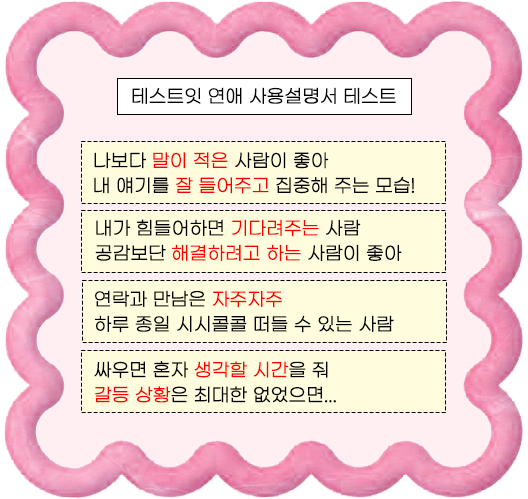 테스트잇 연애 사용설명서 테스트
나보다 말이 적은 사람이 좋아
내 얘기를 잘 들어주고 집중해 주는 모습!
내가 힘들어하면 기다려주는 사람
공감보단 해결하려고 하는 사람이 좋아
연락과 만남은 자주자주
하루 종일 시시콜콜 떠들 수 있는 사람
싸우면 혼자 생각할 시간을 줘
갈등 상황은 최대한 없었으면...